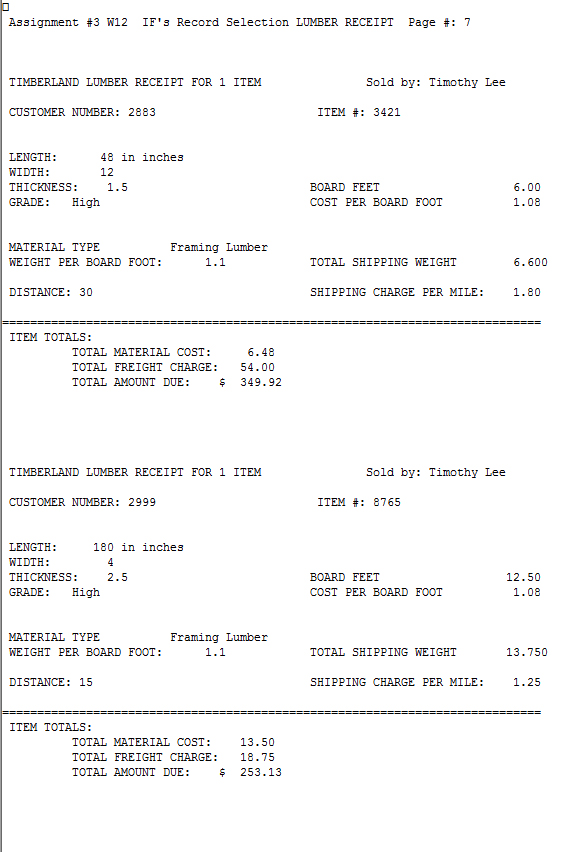 Assignment #3 W12  IF's Record Selection LUMBER RECEIPT  Page #: 7
TIMBERLAND LUMBER RECEIPT FOR 1 ITEM               Sold by: Timothy Lee
CUSTOMER NUMBER: 2883                       ITEM #: 3421
LENGTH:      48 in inches
WIDTH:       12
THICKNESS:    1.5                          BOARD FEET                   6.00
GRADE:   High                              COST PER BOARD FOOT          1.08
MATERIAL TYPE          Framing Lumber
WEIGHT PER BOARD FOOT:      1.1            TOTAL SHIPPING WEIGHT        6.600
DISTANCE: 30                               SHIPPING CHARGE PER MILE:    1.80
=============================================================================
ITEM TOTALS:
TOTAL MATERIAL COST:     6.48
TOTAL FREIGHT CHARGE:   54.00
TOTAL AMOUNT DUE:    $  349.92
TIMBERLAND LUMBER RECEIPT FOR 1 ITEM               Sold by: Timothy Lee
CUSTOMER NUMBER: 2999                       ITEM #: 8765
LENGTH:     180 in inches
WIDTH:        4
THICKNESS:    2.5                          BOARD FEET                  12.50
GRADE:   High                              COST PER BOARD FOOT          1.08
MATERIAL TYPE          Framing Lumber
WEIGHT PER BOARD FOOT:      1.1            TOTAL SHIPPING WEIGHT       13.750
DISTANCE: 15                               SHIPPING CHARGE PER MILE:    1.25
=============================================================================
ITEM TOTALS:
TOTAL MATERIAL COST:    13.50
TOTAL FREIGHT CHARGE:   18.75
TOTAL AMOUNT DUE:    $  253.13